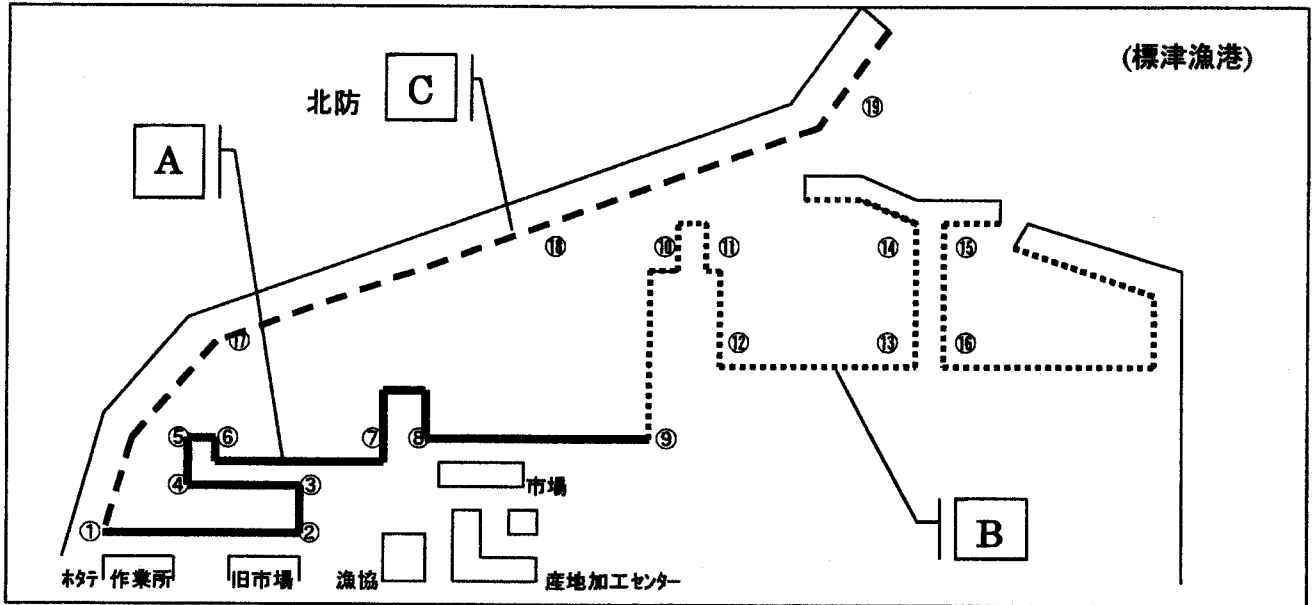 (標津漁港)
北防
C
A
⑲
⑱
⑩
⑪
⑭
⑮
⑰
⑫
⑬
⑯
⑤
⑥
⑦
⑧
⑨
④
③
市場
①
②
B
ホタテ 作業所
旧市場
漁協
産地加工センター